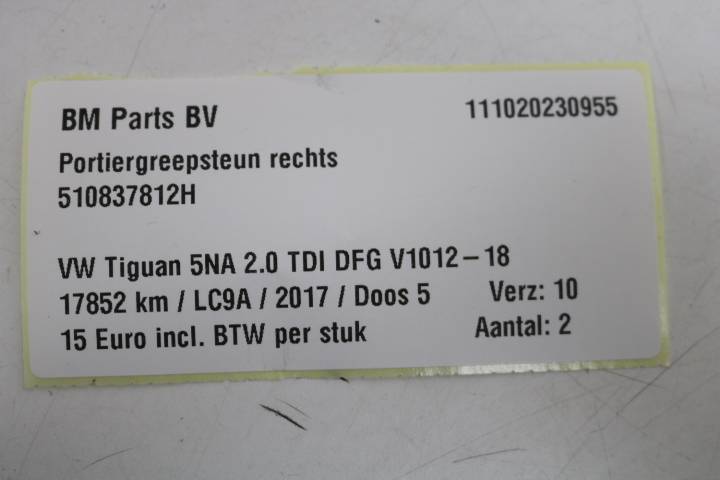 BM Parts BV 111020230955
Portiergreepsteun rechts
510837812H
VW Tiguan 5NA 2.0 TDI DFG V1012-18
17852 km / LC9A / 2017 / Doos 5 Verz: 10
15 Euro incl. BTW per stuk Aantal: 2